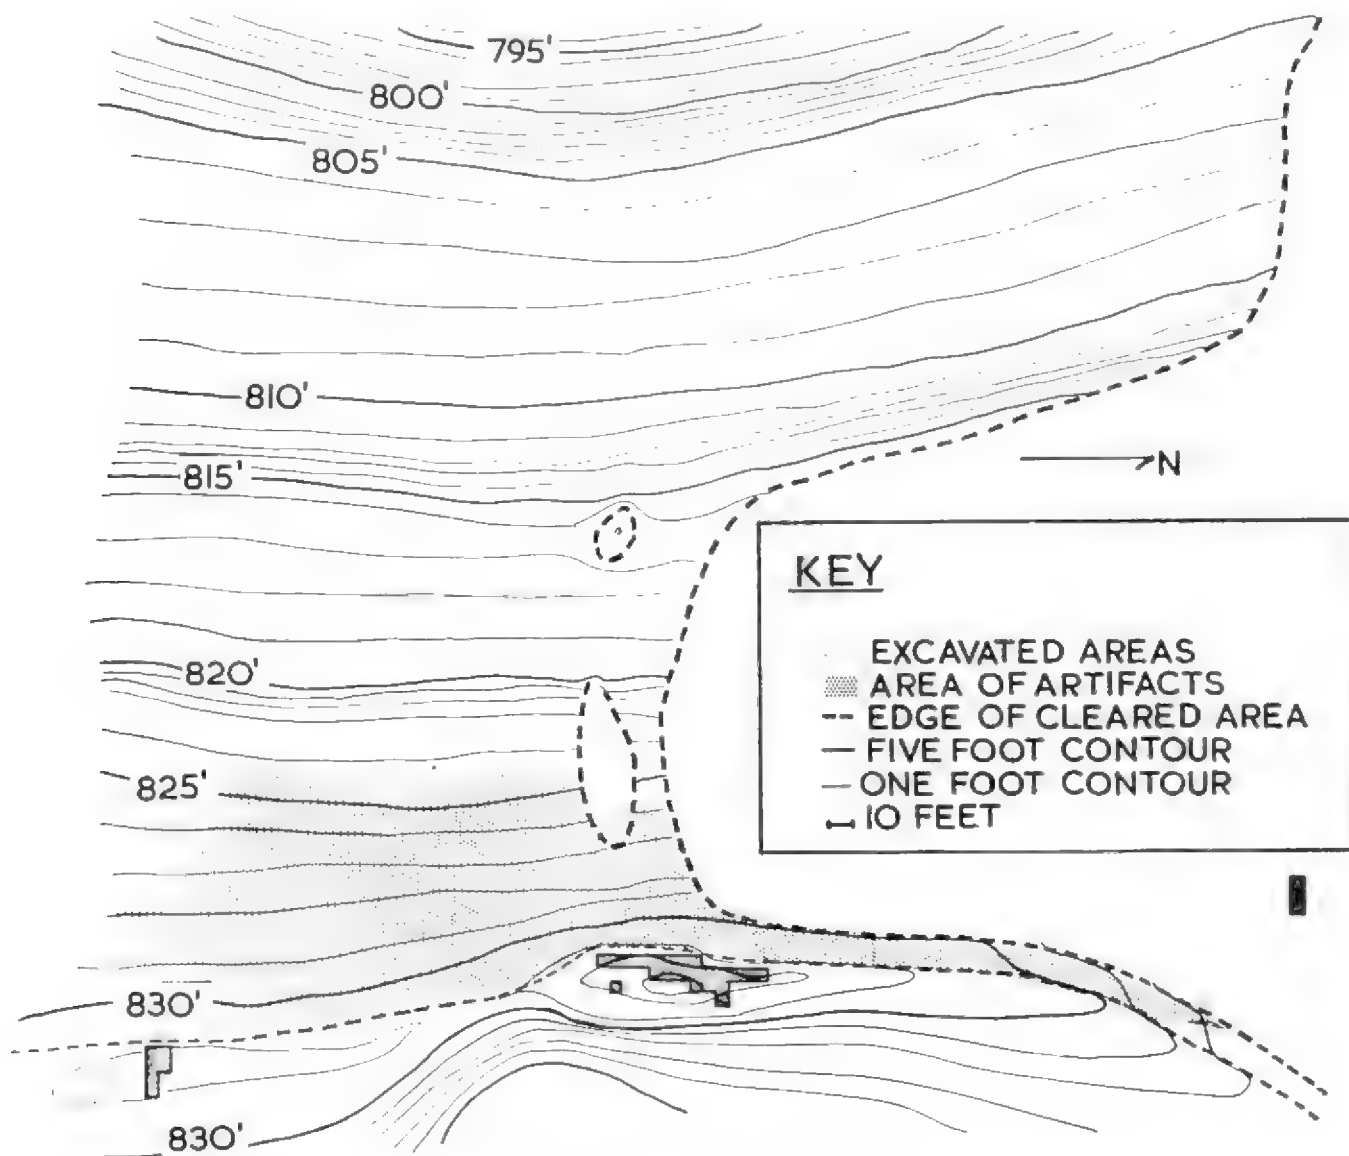 795'
800'
805'
810'
N
815'
KEY
EXCAVATED AREAS
AREA OF ARTIFACTS
820'
EDGE OF CLEARED AREA
FIVE FOOT CONTOUR
825'
ONE FOOT CONTOUR
10 FEET
830'
830'